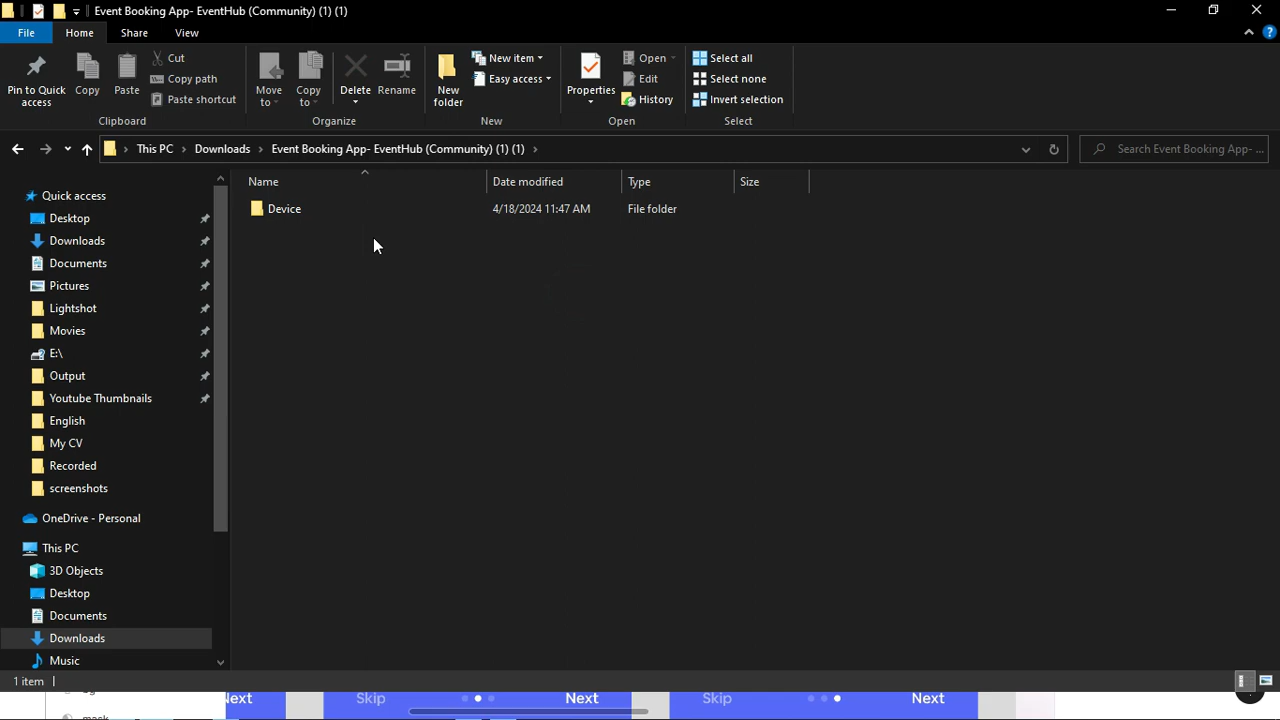 Event Booking App- EventHub (Community) (1) (1)
File Home Share View
Pin to Quick access
Copy
Paste
Cut
Copy path
Paste shortcut
Clipboard
Move to
Copy to
Delete
Rename
Organize
New folder
New item
Easy access
New
Properties
Open
Edit
History
Open
Select all
Select none
Invert selection
Select
This PC > Downloads > Event Booking App- EventHub (Community) (1) (1) >
Search Event Booking App- ...
Name Date modified Type Size
Device 4/18/2024 11:47 AM File folder
Quick access
Desktop
Downloads
Documents
Pictures
Lightshot
Movies
E:\
Output
Youtube Thumbnails
English
My CV
Recorded
screenshots
OneDrive - Personal
This PC
3D Objects
Desktop
Documents
Downloads
Music
1 item
Next Skip Next Skip Next